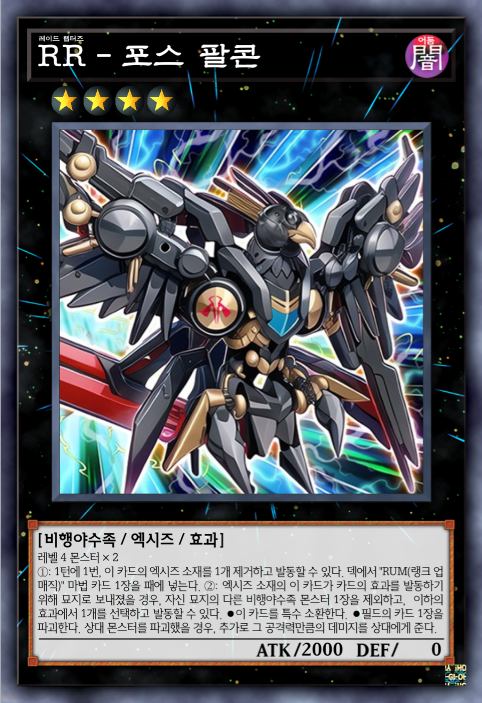 레이드 랩터즈
RR - 포스 팔콘
어둠
闇
[비행야수족 / 엑시즈 / 효과]
레벨 4 몬스터 × 2
①: 1턴에 1번, 이 카드의 엑시즈 소재를 1개 제거하고 발동할 수 있다. 덱에서 "RUM(랭크 업
매직)" 마법 카드 1장을 패에 넣는다. ②: 엑시즈 소재의 이 카드가 카드의 효과를 발동하기
위해 묘지로 보내졌을 경우, 자신 묘지의 다른 비행야수족 몬스터 1장을 제외하고, 이하의
효과에서 1개를 선택하고 발동할 수 있다. ●이 카드를 특수 소환한다. ●필드의 카드 1장을
파괴한다. 상대 몬스터를 파괴했을 경우, 추가로 그 공격력만큼의 데미지를 상대에게 준다.
ATK/2000 DEF/ 0